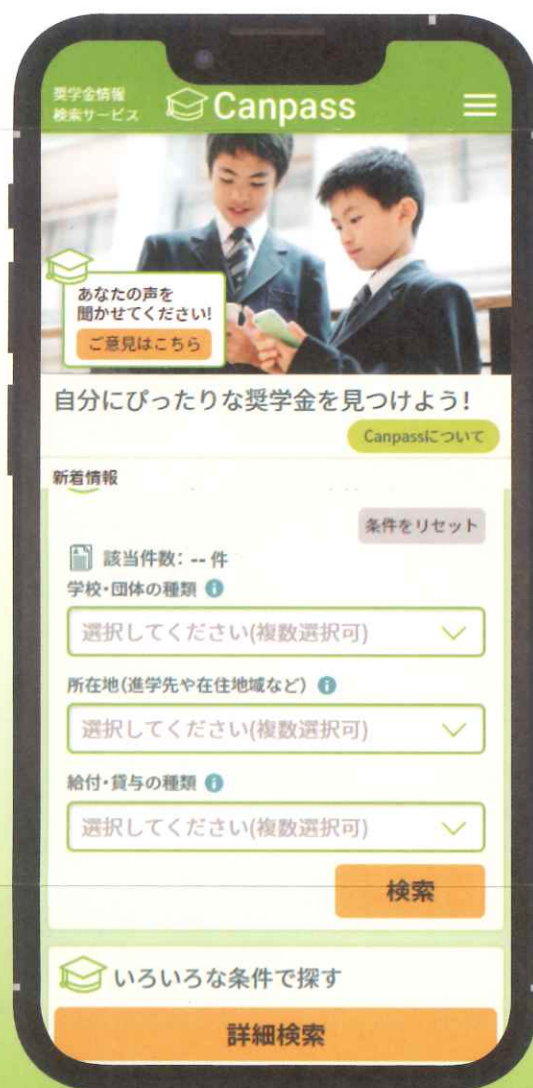 奨学金情報
検索サービス
Canpass
あなたの声を
聞かせてください!
ご意見はこちら
自分にぴったりな奨学金を見つけよう!
Canpassについて
新着情報
条件をリセット
該当件数: -- 件
学校・団体の種類
選択してください(複数選択可)
所在地(進学先や在住地域など)
選択してください(複数選択可)
給付・貸与の種類
選択してください(複数選択可)
検索
いろいろな条件で探す
詳細検索